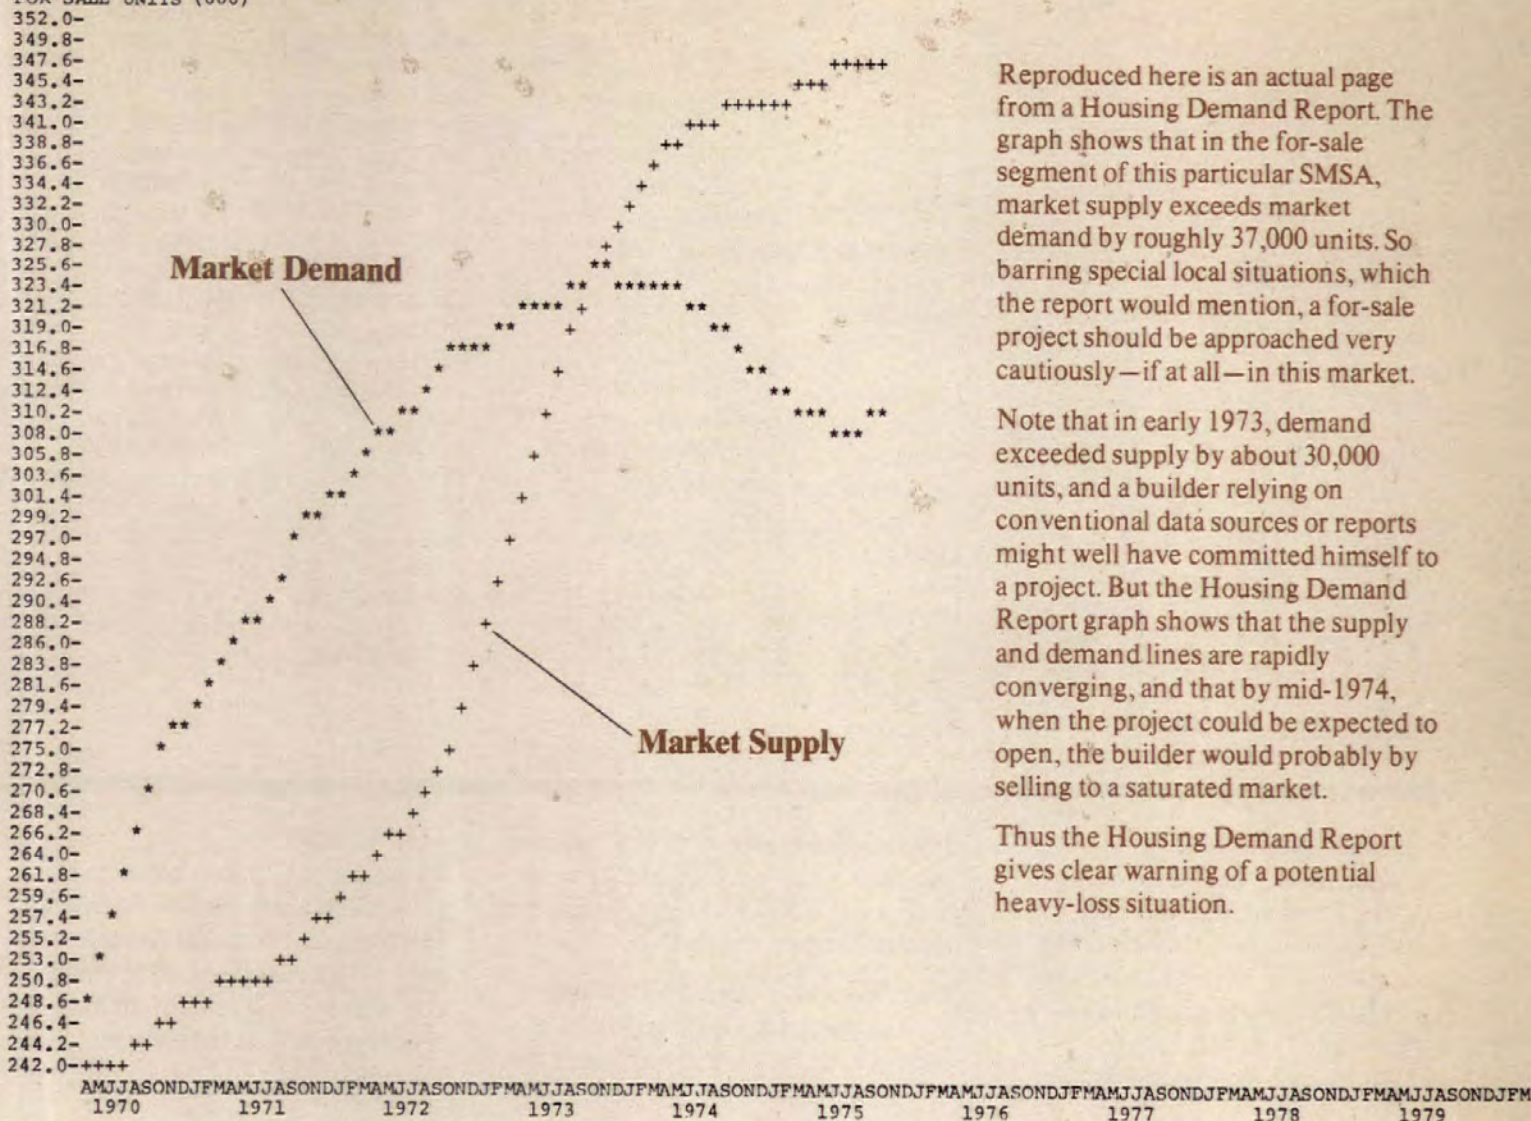 FOR SALE UNITS (000)
352.0-
349.8-
347.6-
345.4-
343.2-
341.0-
338.8-
336.6-
334.4-
332.2-
330.0-
327.8-
325.6-
323.4-
321.2-
319.0-
316.8-
314.6-
312.4-
310.2-
308.0-
305.8-
303.6-
301.4-
299.2-
297.0-
294.8-
292.6-
290.4-
288.2-
286.0-
283.8-
281.6-
279.4-
277.2-
275.0-
272.8-
270.6-
268.4-
266.2-
264.0-
261.8-
259.6-
257.4-
255.2-
253.0-
250.8-
248.6-
246.4-
244.2-
242.0-
AMJJASONDJFMAMJJASONDJFMAMJJASONDJFMAMJJASONDJFMAMJJASONDJFMAMJJASONDJFMAMJJASONDJFMAMJJASONDJFMAMJJASONDJFMAMJJASONDJFM
1970 1971 1972 1973 1974 1975 1976 1977 1978 1979
Market Demand
Market Supply
Reproduced here is an actual page
from a Housing Demand Report. The
graph shows that in the for-sale
segment of this particular SMSA,
market supply exceeds market
demand by roughly 37,000 units. So
barring special local situations, which
the report would mention, a for-sale
project should be approached very
cautiously—if at all—in this market.
Note that in early 1973, demand
exceeded supply by about 30,000
units, and a builder relying on
conventional data sources or reports
might well have committed himself to
a project. But the Housing Demand
Report graph shows that the supply
and demand lines are rapidly
converging, and that by mid-1974,
when the project could be expected to
open, the builder would probably by
selling to a saturated market.
Thus the Housing Demand Report
gives clear warning of a potential
heavy-loss situation.